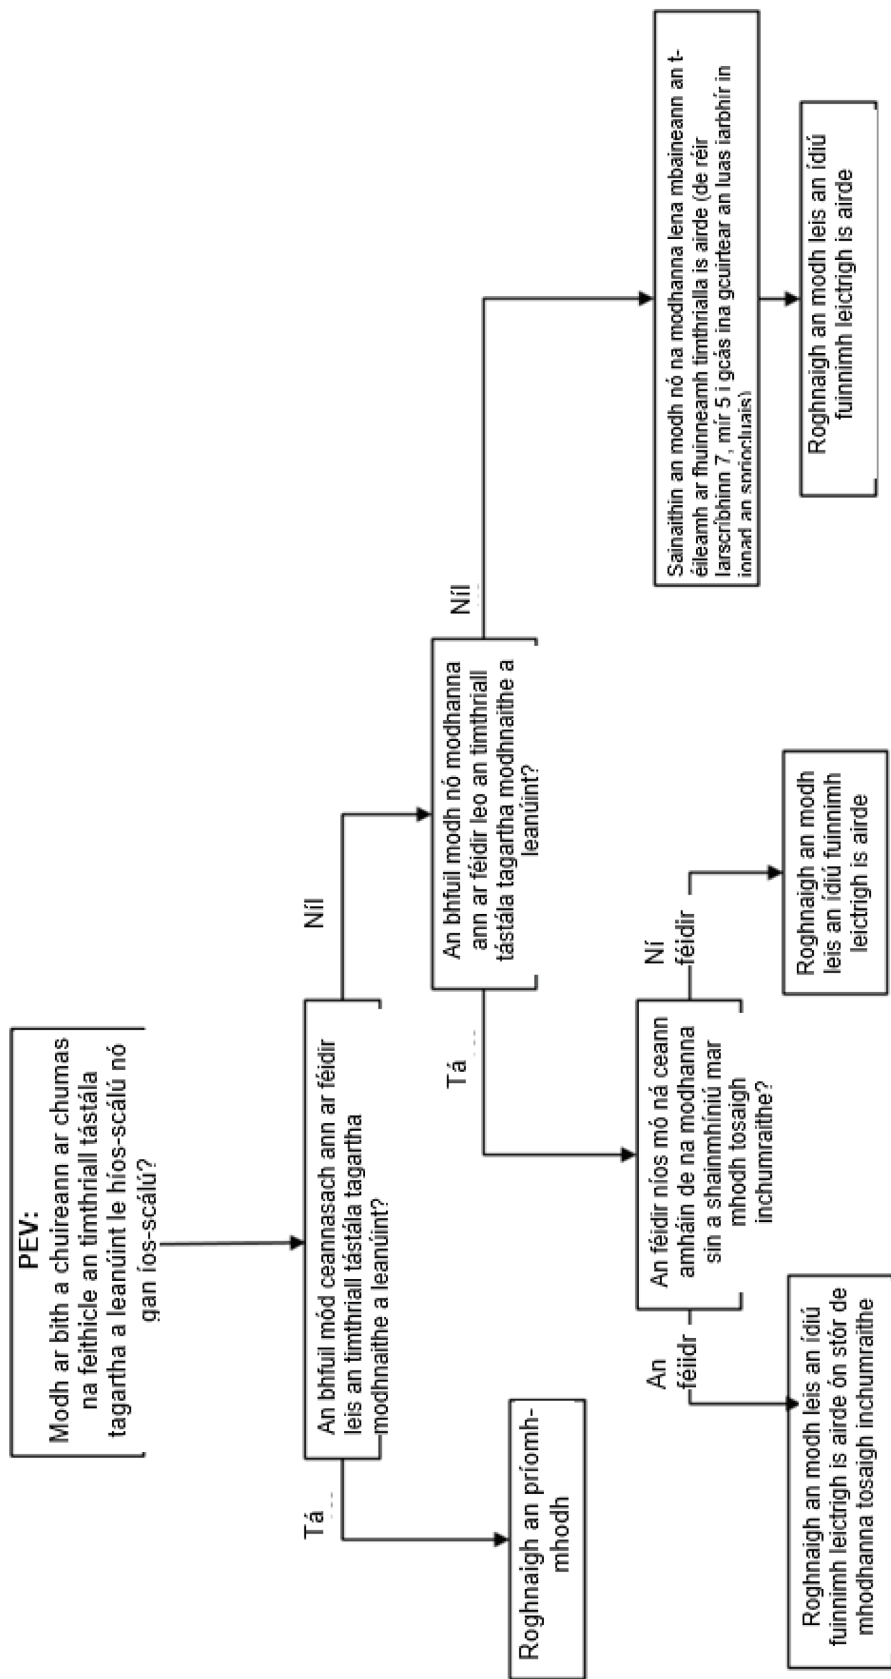 PEV:
Modh ar bith a chuireann ar chumas
na feithicle an timthriall tástála
tagartha a leanúint le híos-scálú nó
gan íos-scálú?
An bhfuil mód ceannasach ann ar féidir
leis an timthriall tástála tagartha
modhnaithe a leanúint?
Tá
Níl
Roghnaigh an príomh-
mhodh
An bhfuil modh nó modhanna
ann ar féidir leo an timthriall
tástála tagartha modhnaithe a
leanúint?
Tá
Níl
An féidir níos mó ná ceann
amháin de na modhanna
sin a shainmhíniú mar
mhodh tosaigh
inchumraithe?
An
féiidr
Ní
féidir
Roghnaigh an modh leis an ídiú
fuinnimh leictrigh is airde ón stór de
mhodhanna tosaigh inchumraithe
Roghnaigh an modh
leis an ídiú fuinnimh
leictrigh is airde
Sainaithin an modh nó na modhanna lena mbaineann an t-
éileamh ar fhuinneamh timthrialla is airde (de réir
Iarscríbhinn 7, mír 5 i gcás ina gcuirtear an luas iarbhír in
ionad an spriocluais)
Roghnaigh an modh leis an ídiú
fuinnimh leictrigh is airde